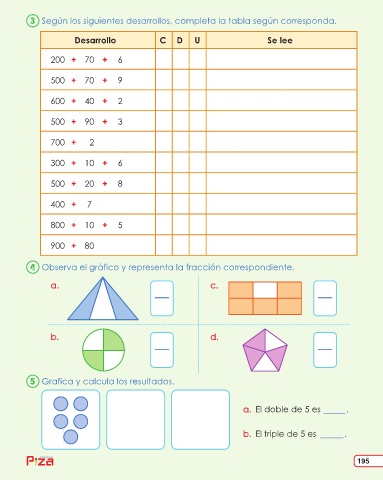 3 Según los siguientes desarrollos, completa la tabla según corresponda.
Desarrollo C D U Se lee
200 + 70 + 6
500 + 70 + 9
600 + 40 + 2
500 + 90 + 3
700 + 2
300 + 10 + 6
500 + 20 + 8
400 + 7
800 + 10 + 5
900 + 80
4 Observa el gráfico y representa la fracción correspondiente.
a. c.
b. d.
5 Grafica y calcula los resultados.
a. El doble de 5 es _____.
b. El triple de 5 es _____.
P:za
195